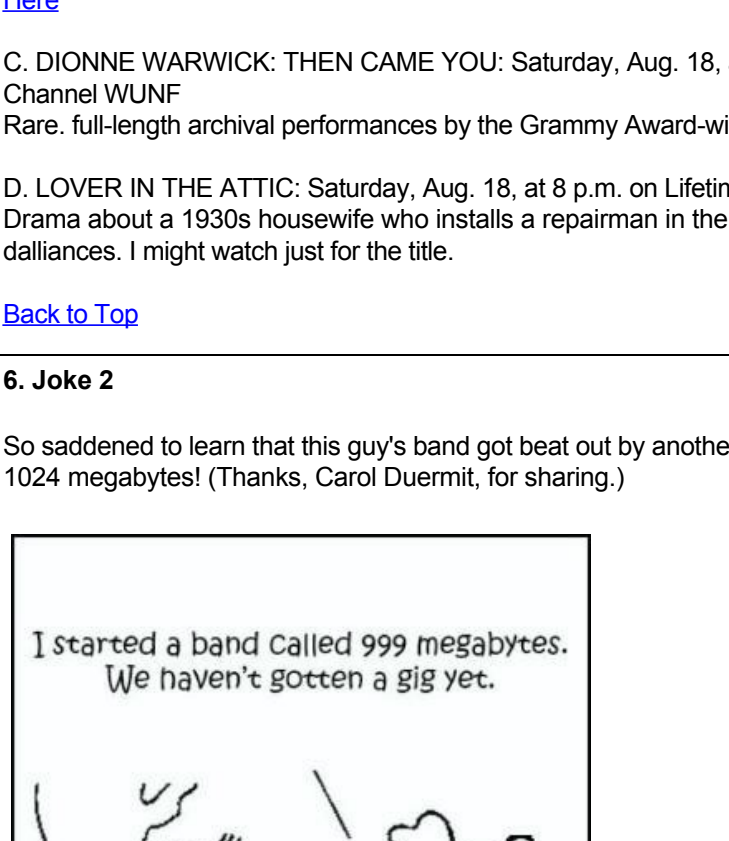 Here
C. DIONNE WARWICK: THEN CAME YOU: Saturday, Aug. 18,
Channel WUNF
Rare. full-length archival performances by the Grammy
D. LOVER IN THE ATTIC: Saturday, Aug. 18, at 8 p.m. on
Drama about a 1930s housewife who installs a repairman in the
dalliances. I might watch just for the title.
Back to Top
6. Joke 2
So saddened to learn that this guy's band got beat out by
1024 megabytes! (Thanks, Carol Duermit, for sharing.)
I started a band called 999 megabytes.
We haven't gotten a gig yet.